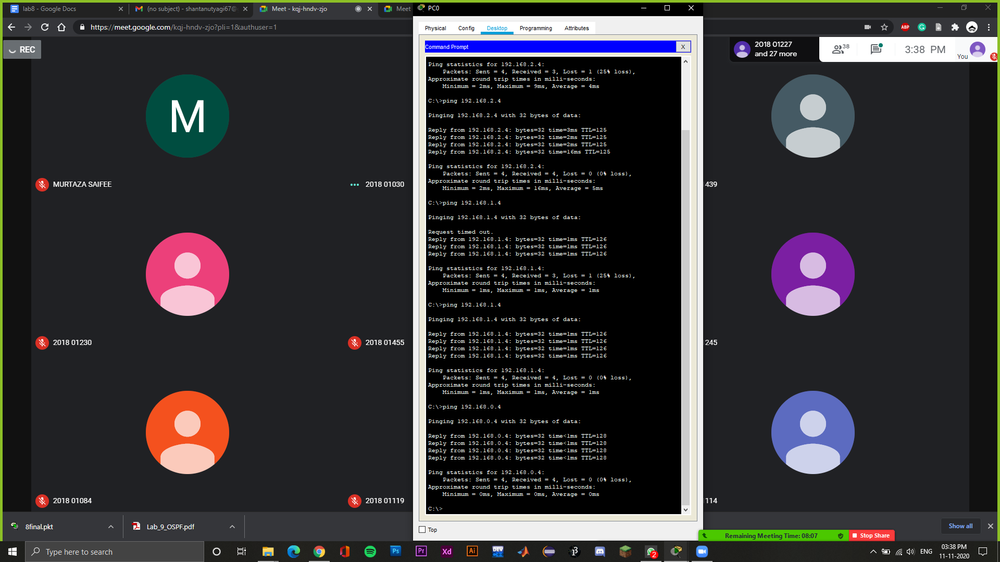 lab8 - Google Docs
(no subject) - shantanutyagi67@
Meet - kqj-hndv-zjo
Meet
https://meet.google.com/kqj-hndv-zjo?pli=1&authuser=1
ABP
REC
M
MURTAZA SAIFEE
2018 01030
2018 01230
2018 01455
2018 01084
2018 01119
PC0
Physical
Config
Desktop
Programming
Attributes
Command Prompt
X
Ping statistics for 192.168.2.4:
Packets: Sent = 4, Received = 3, Lost = 1 (25% loss),
Approximate round trip times in milli-seconds:
Minimum = 2ms, Maximum = 9ms, Average = 4ms
C:\>ping 192.168.2.4
Pinging 192.168.2.4 with 32 bytes of data:
Reply from 192.168.2.4: bytes=32 time=3ms TTL=125
Reply from 192.168.2.4: bytes=32 time=2ms TTL=125
Reply from 192.168.2.4: bytes=32 time=2ms TTL=125
Reply from 192.168.2.4: bytes=32 time=16ms TTL=125
Ping statistics for 192.168.2.4:
Packets: Sent = 4, Received = 4, Lost = 0 (0% loss),
Approximate round trip times in milli-seconds:
Minimum = 2ms, Maximum = 16ms, Average = 5ms
C:\>ping 192.168.1.4
Pinging 192.168.1.4 with 32 bytes of data:
Request timed out.
Reply from 192.168.1.4: bytes=32 time=1ms TTL=126
Reply from 192.168.1.4: bytes=32 time=1ms TTL=126
Reply from 192.168.1.4: bytes=32 time=1ms TTL=126
Ping statistics for 192.168.1.4:
Packets: Sent = 4, Received = 3, Lost = 1 (25% loss),
Approximate round trip times in milli-seconds:
Minimum = 1ms, Maximum = 1ms, Average = 1ms
C:\>ping 192.168.1.4
Pinging 192.168.1.4 with 32 bytes of data:
Reply from 192.168.1.4: bytes=32 time=1ms TTL=126
Reply from 192.168.1.4: bytes=32 time=1ms TTL=126
Reply from 192.168.1.4: bytes=32 time=1ms TTL=126
Reply from 192.168.1.4: bytes=32 time=1ms TTL=126
Ping statistics for 192.168.1.4:
Packets: Sent = 4, Received = 4, Lost = 0 (0% loss),
Approximate round trip times in milli-seconds:
Minimum = 1ms, Maximum = 1ms, Average = 1ms
C:\>ping 192.168.0.4
Pinging 192.168.0.4 with 32 bytes of data:
Reply from 192.168.0.4: bytes=32 time<1ms TTL=128
Reply from 192.168.0.4: bytes=32 time<1ms TTL=128
Reply from 192.168.0.4: bytes=32 time<1ms TTL=128
Reply from 192.168.0.4: bytes=32 time<1ms TTL=128
Ping statistics for 192.168.0.4:
Packets: Sent = 4, Received = 4, Lost = 0 (0% loss),
Approximate round trip times in milli-seconds:
Minimum = 0ms, Maximum = 0ms, Average = 0ms
C:\>
Top
2018 01227
and 27 more
38
3:38 PM
You
439
245
114
8final.pkt
Lab_9_OSPF.pdf
Show all
Remaining Meeting Time: 08:07
Stop Share
Type here to search
Ps
Pr
Xd
Ai
DEV
2
ENG
03:38 PM
11-11-2020